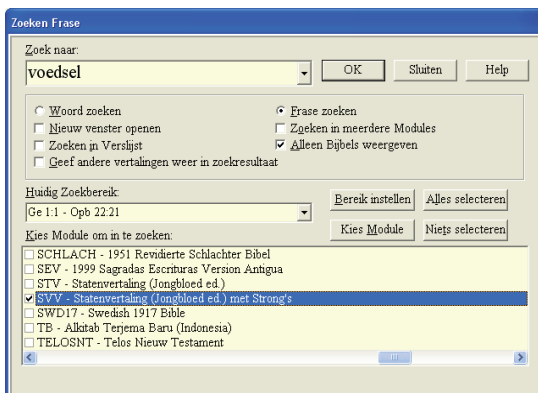 Zoeken Frase
Zoek naar:
voedsel
OK Sluiten Help
Woord zoeken Frase zoeken
Nieuw venster openen Zoeken in meerdere Modules
Zoeken in Verslijst Alleen Bijbels weergeven
Geef andere vertalingen weer in zoekresultaat
Huidig Zoekbereik:
Bereik instellen Alles selecteren
Ge 1:1 - Opb 22:21
Kies Module om in te zoeken:
Kies Module Niets selecteren
SCHLACH - 1951 Revidierte Schlachter Bibel
SEV - 1999 Sagradas Escrituras Version Antigua
STV - Statenvertaling (Jongbloed ed.)
SVV - Statenvertaling (Jongbloed ed.) met Strong's
SWD17 - Swedish 1917 Bible
TB - Alkitab Terjema Baru (Indonesia)
TELOSNT - Telos Nieuw Testament